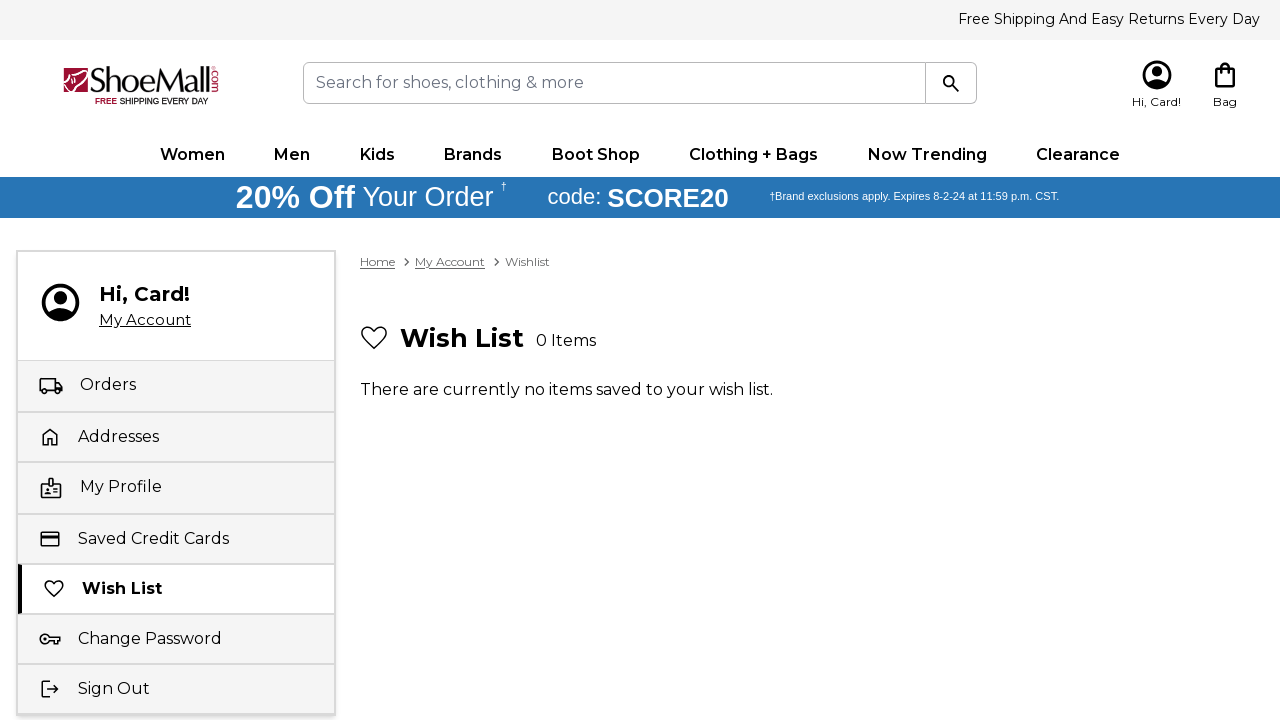 Free Shipping And Easy Returns Every Day
ShoeMall.com
FREE SHIPPING EVERY DAY
Search for shoes, clothing & more
Hi, Card!
Bag
Women Men Kids Brands Boot Shop Clothing + Bags Now Trending Clearance
20% Off Your Order † code: SCORE20 †Brand exclusions apply. Expires 8-2-24 at 11:59 p.m. CST.
Home My Account Wishlist
Hi, Card!
My Account
Orders
Addresses
My Profile
Saved Credit Cards
Wish List
Change Password
Sign Out
Wish List 0 Items
There are currently no items saved to your wish list.